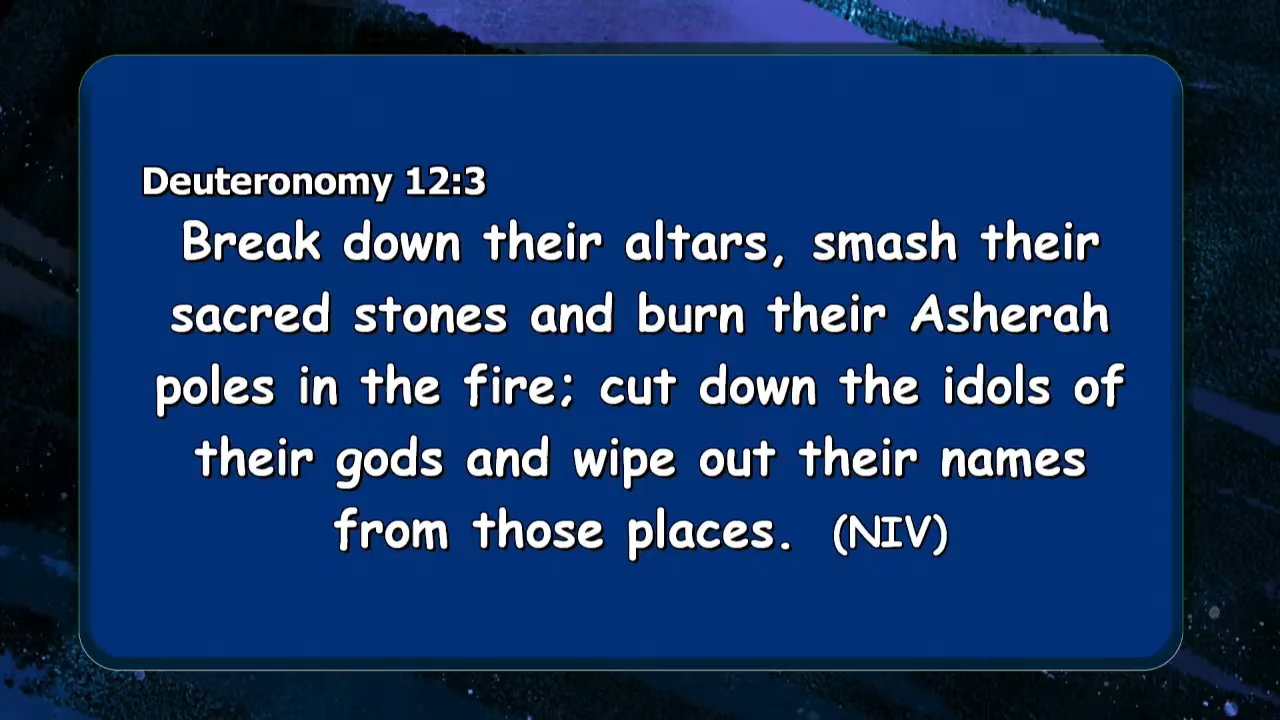 Deuteronomy 12:3
Break down their altars, smash their
sacred stones and burn their Asherah
poles in the fire; cut down the idols of
their gods and wipe out their names
from those places. (NIV)